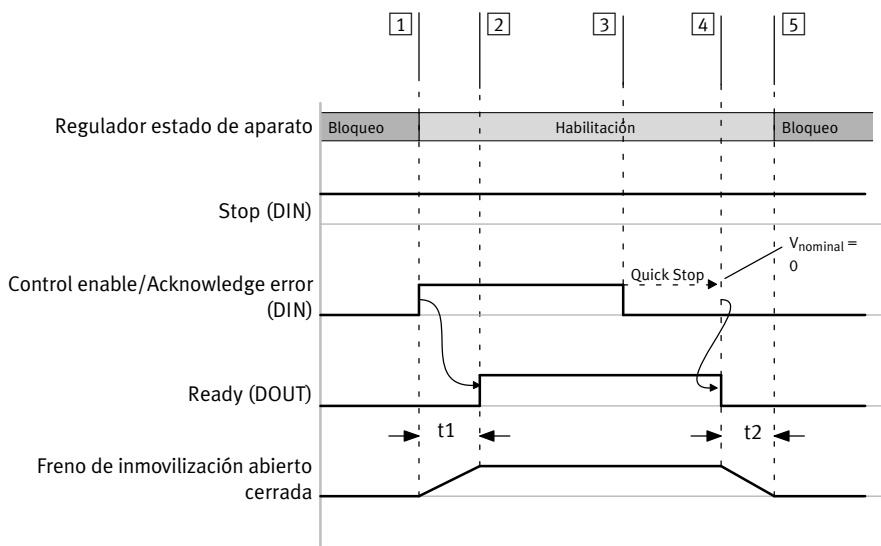 1 2 3 4 5
Regulador estado de aparato
Bloqueo Habilitación Bloqueo
Stop (DIN)
Vnominal =
0
Control enable/Acknowledge error
(DIN)
Quick Stop
Ready (DOUT)
t1 t2
Freno de inmovilización abierto
cerrada